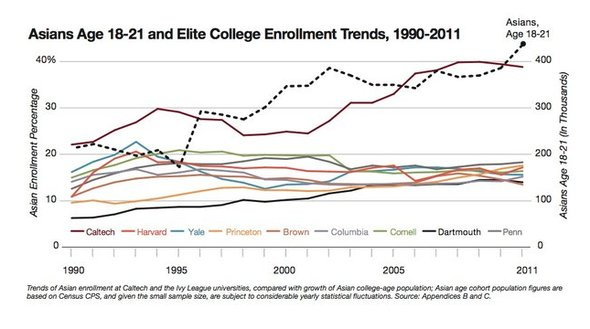 Asians Age 18-21 and Elite College Enrollment Trends, 1990-2011
Asians,
Age 18-21
40%
30
20
10
0
Asian Enrollment Percentage
400
300
200
100
0
Asians Age 18-21 (In Thousands)
Caltech Harvard Yale Princeton Brown Columbia Cornell Dartmouth Penn
1990 1995 2000 2005 2011
Trends of Asian enrollment at Caltech and the Ivy League universities, compared with growth of Asian college-age population; Asian age cohort population figures are
based on Census CPS, and given the small sample size, are subject to considerable yearly statistical fluctuations. Source: Appendices B and C.